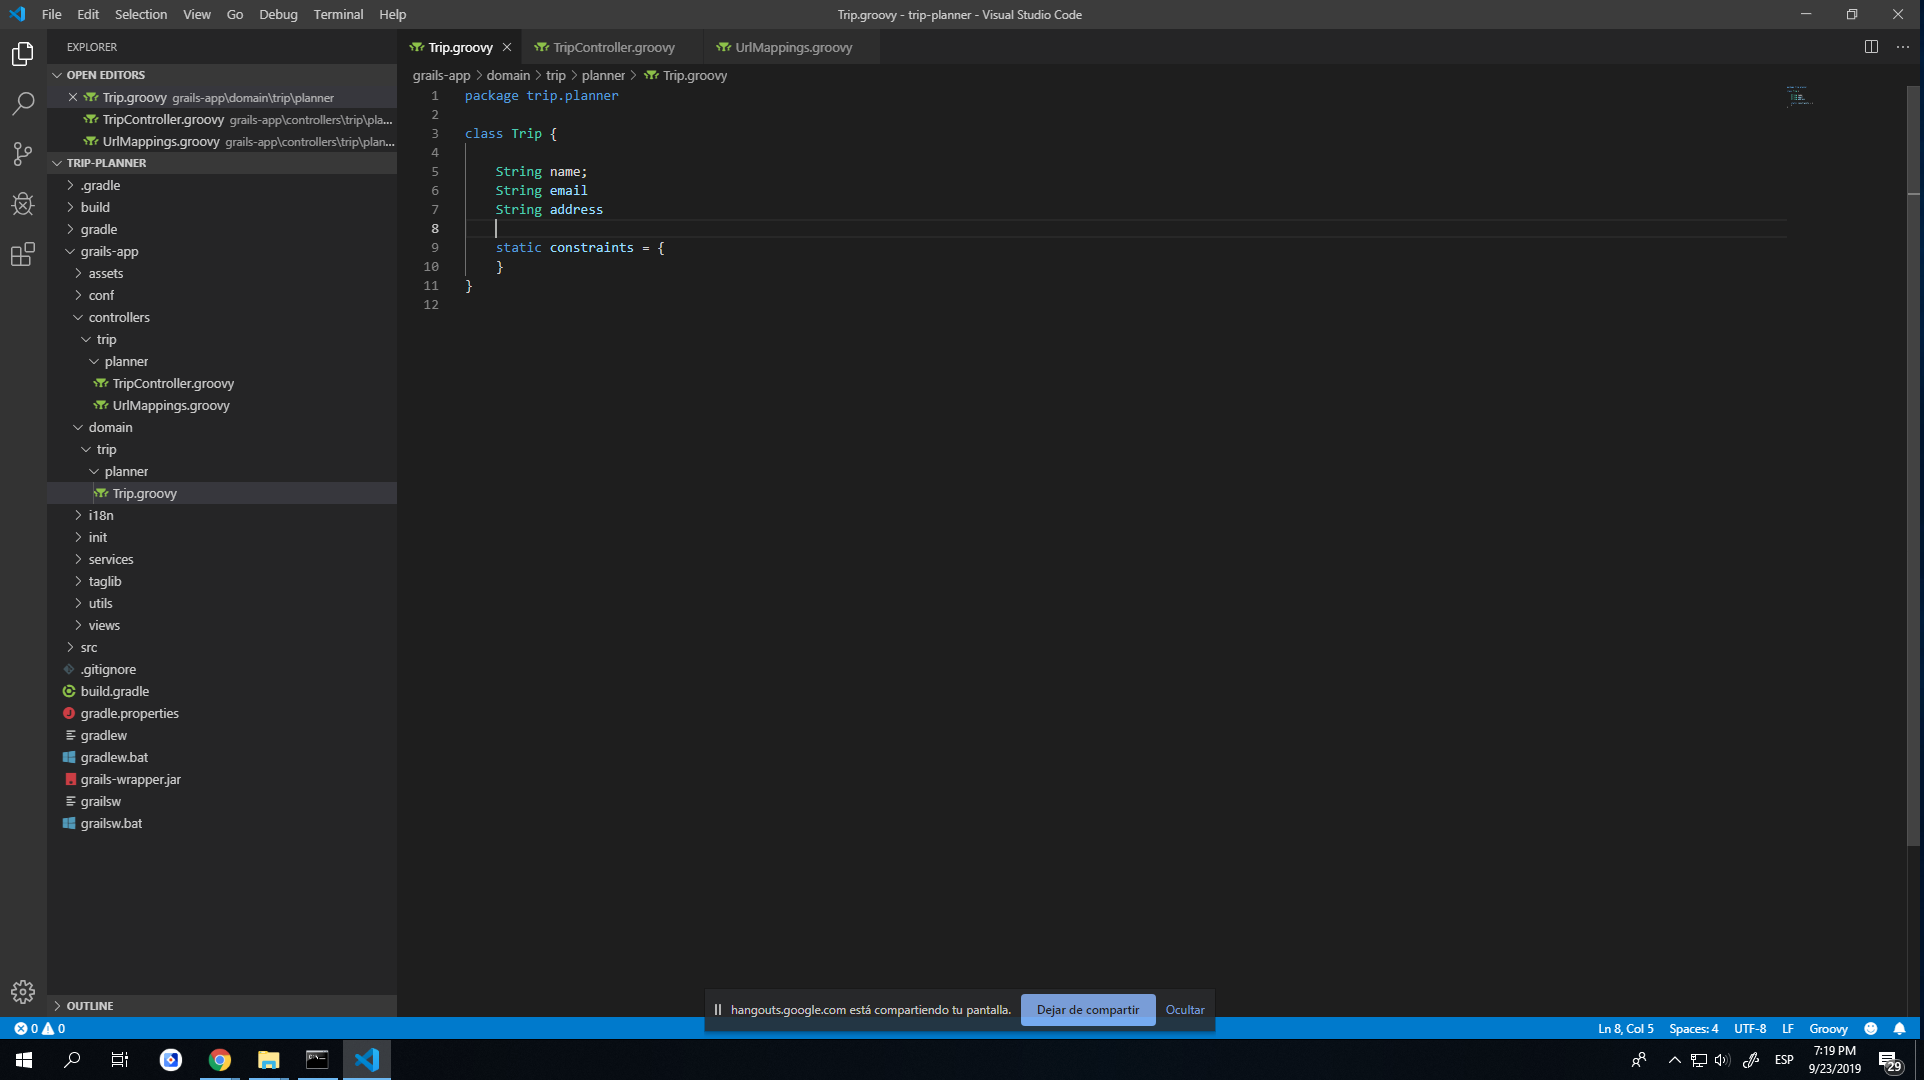 File Edit Selection View Go Debug Terminal Help
Trip.groovy - trip-planner - Visual Studio Code
EXPLORER
OPEN EDITORS
Trip.groovy grails-app\domain\trip\planner
TripController.groovy grails-app\controllers\trip\pla...
UrlMappings.groovy grails-app\controllers\trip\plan...
TRIP-PLANNER
.gradle
build
gradle
grails-app
assets
conf
controllers
trip
planner
TripController.groovy
UrlMappings.groovy
domain
trip
planner
Trip.groovy
i18n
init
services
taglib
utils
views
src
.gitignore
build.gradle
gradle.properties
gradlew
gradlew.bat
grails-wrapper.jar
grailsw
grailsw.bat
OUTLINE
Trip.groovy TripController.groovy UrlMappings.groovy
grails-app > domain > trip > planner > Trip.groovy
1 package trip.planner
2
3 class Trip {
4
5 String name;
6 String email
7 String address
8
9 static constraints = {
10 }
11 }
12
hangouts.google.com está compartiendo tu pantalla. Dejar de compartir Ocultar
0 0 Ln 8, Col 5 Spaces: 4 UTF-8 LF Groovy
ESP 7:19 PM
9/23/2019 29